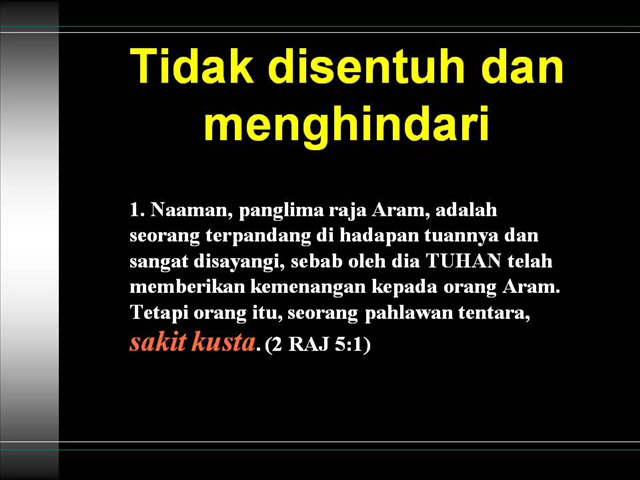 Tidak disentuh dan
menghindari
1. Naaman, panglima raja Aram, adalah
seorang terpandang di hadapan tuannya dan
sangat disayangi, sebab oleh dia TUHAN telah
memberikan kemenangan kepada orang Aram.
Tetapi orang itu, seorang pahlawan tentara,
sakit kusta. (2 RAJ 5:1)